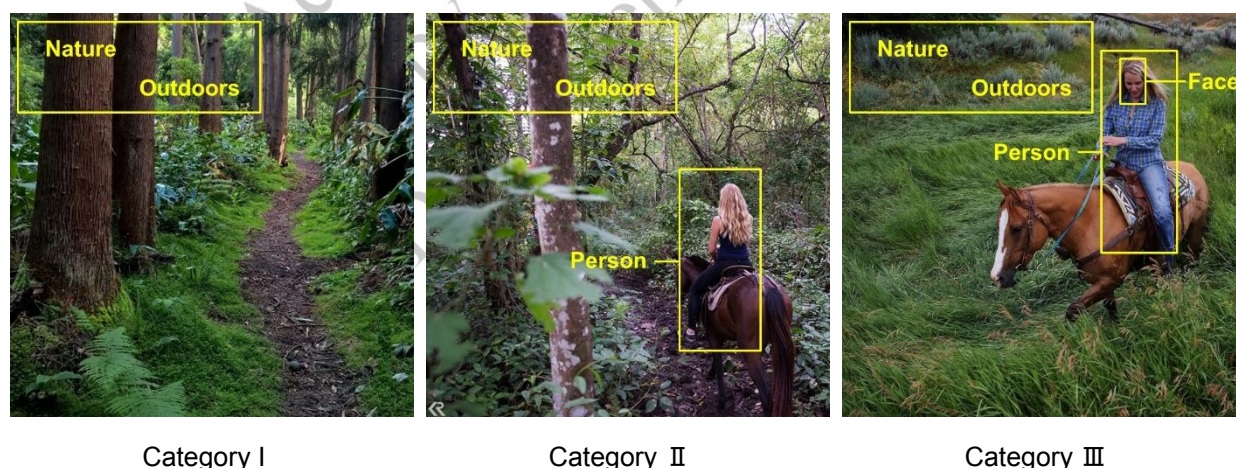 Nature
Outdoors
Nature
Outdoors
Person
Nature
Outdoors
Face
Person
Category I
Category Ⅱ
Category Ⅲ